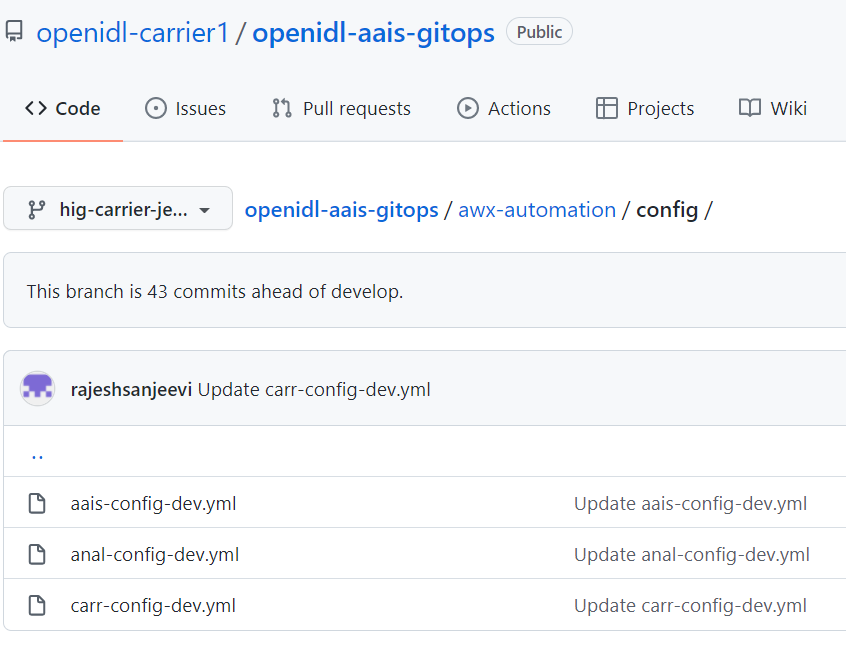 openidl-carrier1 / openidl-aais-gitops Public
<> Code Issues Pull requests Actions Projects Wiki
hig-carrier-je... openidl-aais-gitops / awx-automation / config /
This branch is 43 commits ahead of develop.
rajeshsanjeevi Update carr-config-dev.yml
..
aais-config-dev.yml Update aais-config-dev.yml
anal-config-dev.yml Update anal-config-dev.yml
carr-config-dev.yml Update carr-config-dev.yml